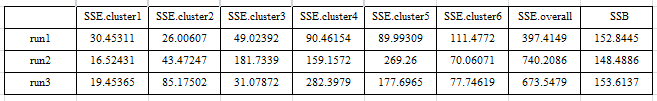 SSE.cluster1 SSE.cluster2 SSE.cluster3 SSE.cluster4 SSE.cluster5 SSE.cluster6 SSE.overall SSB
run1 30.45311 26.00607 49.02392 90.46154 89.99309 111.4772 397.4149 152.8445
run2 16.52431 43.47247 181.7339 159.1572 269.26 70.06071 740.2086 148.4886
run3 19.45365 85.17502 31.07872 282.3979 177.6965 77.74619 673.5479 153.6137